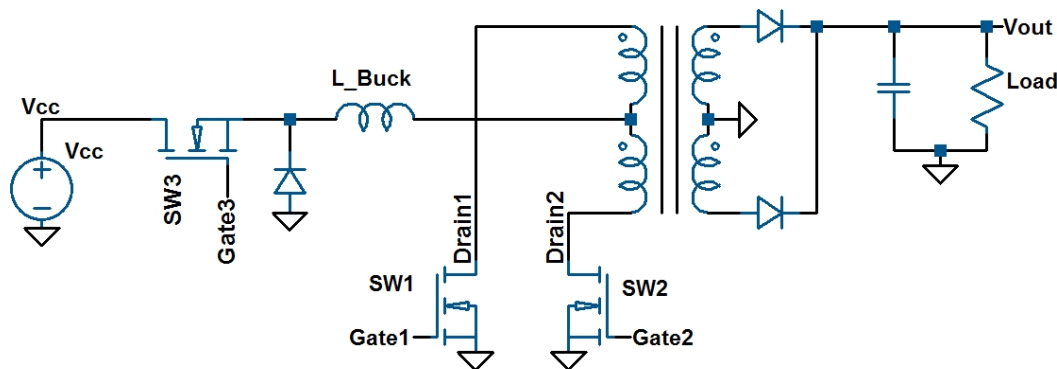 Vout
L_Buck
Load
Vcc
Vcc
SW3
Gate3
Drain1
Drain2
SW1
SW2
Gate1
Gate2